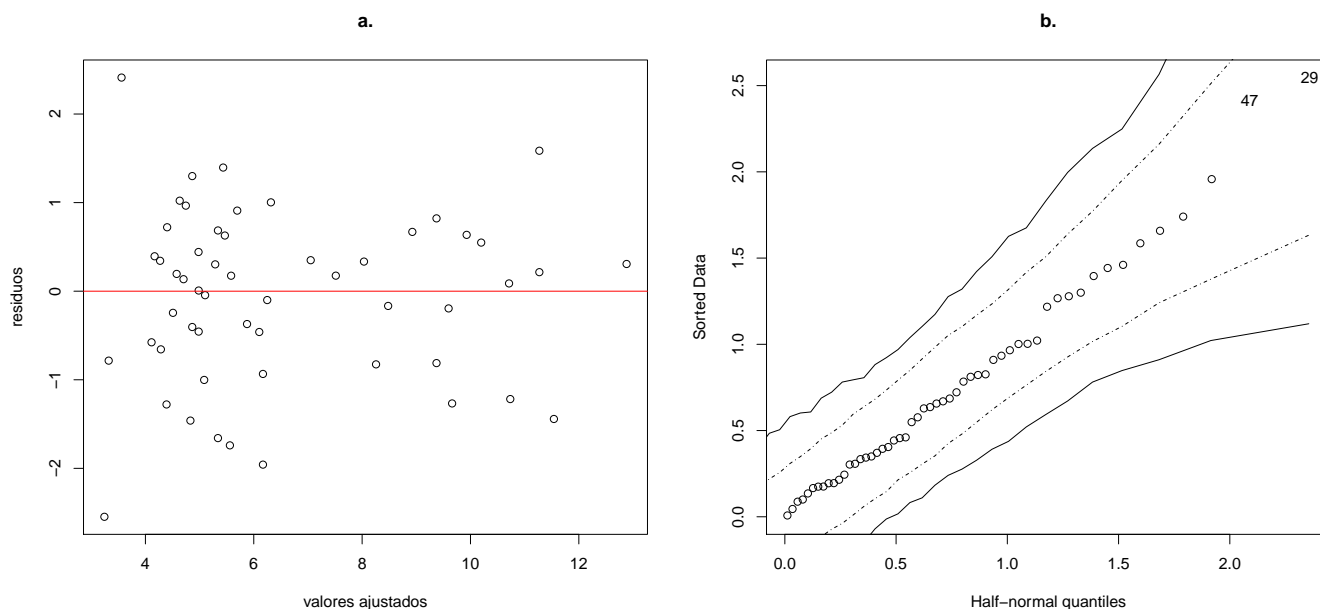 a.
residuos
2
1
0
−1
−2
4 6 8 10 12
valores ajustados
b.
Sorted Data
2.5
2.0
1.5
1.0
0.5
0.0
29
47
0.0 0.5 1.0 1.5 2.0
Half−normal quantiles